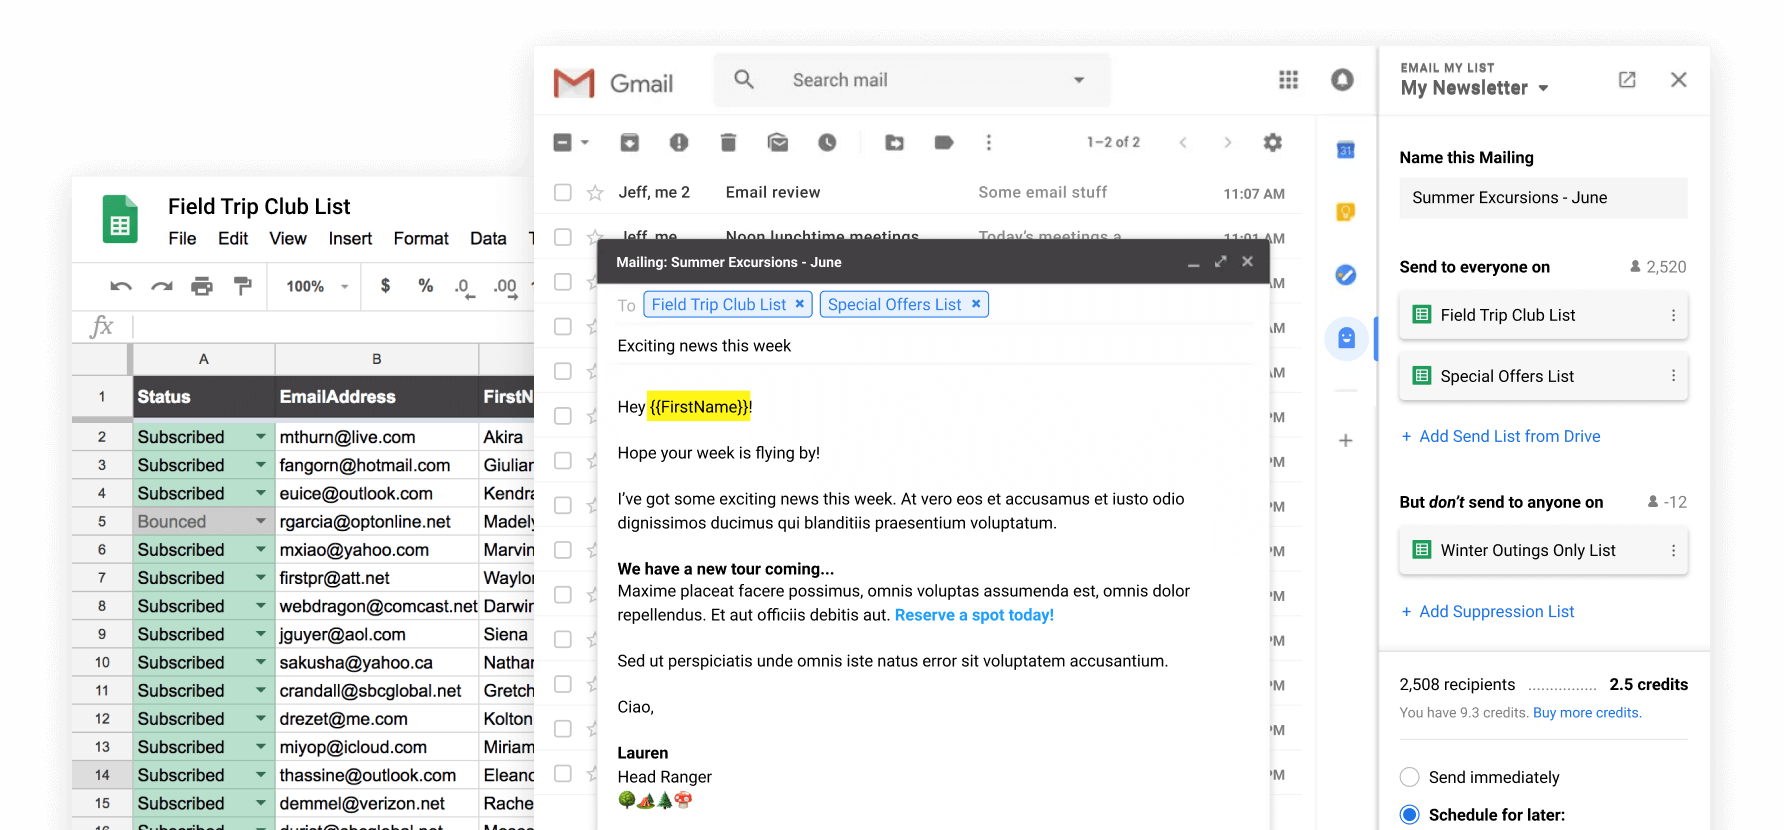 Field Trip Club List
File Edit View Insert Format Data
100% $ % .0 .00
fx
A B
1 Status EmailAddress FirstN
2 Subscribed mthurn@live.com Akira
3 Subscribed fangorn@hotmail.com Giulian
4 Subscribed euice@outlook.com Kendra
5 Bounced rgarcia@optonline.net Madely
6 Subscribed mxiao@yahoo.com Marvin
7 Subscribed firstpr@att.net Waylon
8 Subscribed webdragon@comcast.net Darwin
9 Subscribed jguyer@aol.com Siena
10 Subscribed sakusha@yahoo.ca Nathan
11 Subscribed crandall@sbcglobal.net Gretch
12 Subscribed drezet@me.com Kolton
13 Subscribed miyop@icloud.com Miriam
14 Subscribed thassine@outlook.com Eleano
15 Subscribed demmel@verizon.net Rache
Gmail
Search mail
1–2 of 2
Jeff, me 2 Email review Some email stuff 11:07 AM
Jeff, me Noon lunchtime meetings Today's meetings a 11:01 AM
Mailing: Summer Excursions - June
To Field Trip Club List × Special Offers List ×
Exciting news this week
Hey {{FirstName}}!
Hope your week is flying by!
I've got some exciting news this week. At vero eos et accusamus et iusto odio
dignissimos ducimus qui blanditiis praesentium voluptatum.
We have a new tour coming...
Maxime placeat facere possimus, omnis voluptas assumenda est, omnis dolor
repellendus. Et aut officiis debitis aut. Reserve a spot today!
Sed ut perspiciatis unde omnis iste natus error sit voluptatem accusantium.
Ciao,
Lauren
Head Ranger
🌳🏕️🌲🍄
31
EMAIL MY LIST
My Newsletter
Name this Mailing
Summer Excursions - June
Send to everyone on 2,520
Field Trip Club List
Special Offers List
+ Add Send List from Drive
But don't send to anyone on -12
Winter Outings Only List
+ Add Suppression List
2,508 recipients ................ 2.5 credits
You have 9.3 credits. Buy more credits.
Send immediately
Schedule for later: